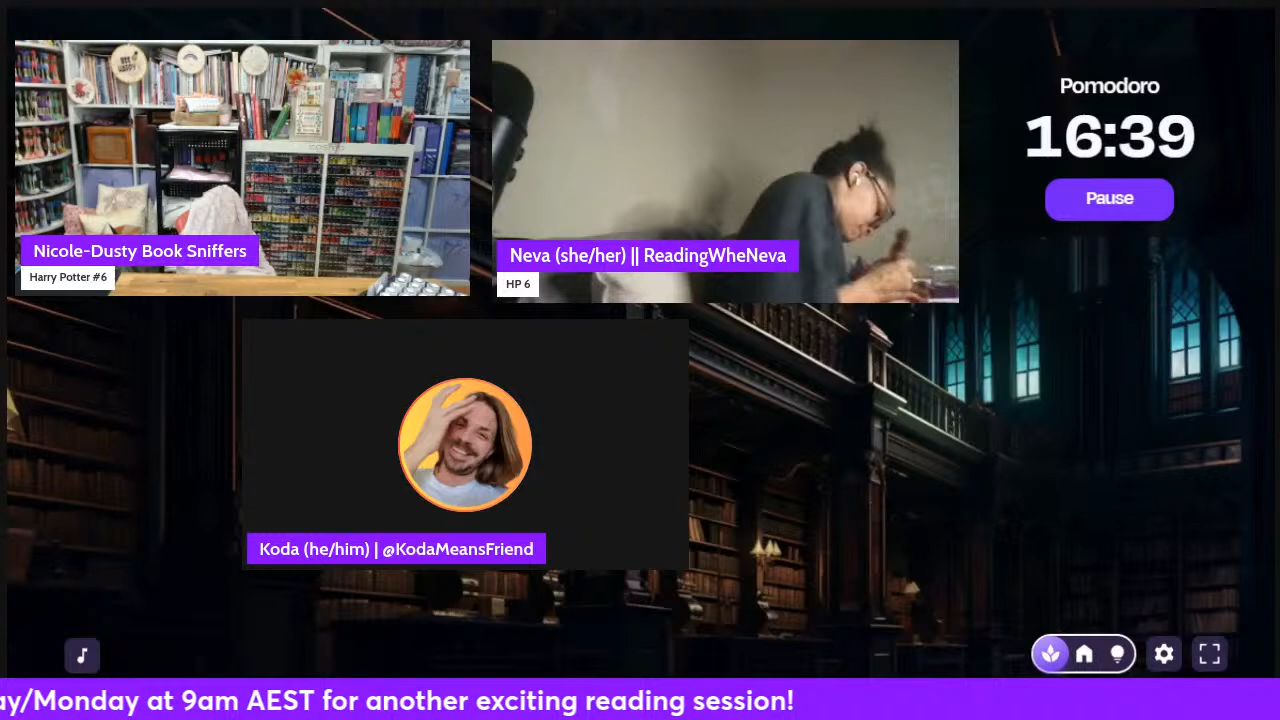 Nicole-Dusty Book Sniffers
Harry Potter #6
Neva (she/her) || ReadingWheNeva
HP 6
Pomodoro
16:39
Pause
Koda (he/him) | @KodaMeansFriend
ay/Monday at 9am AEST for another exciting reading session!